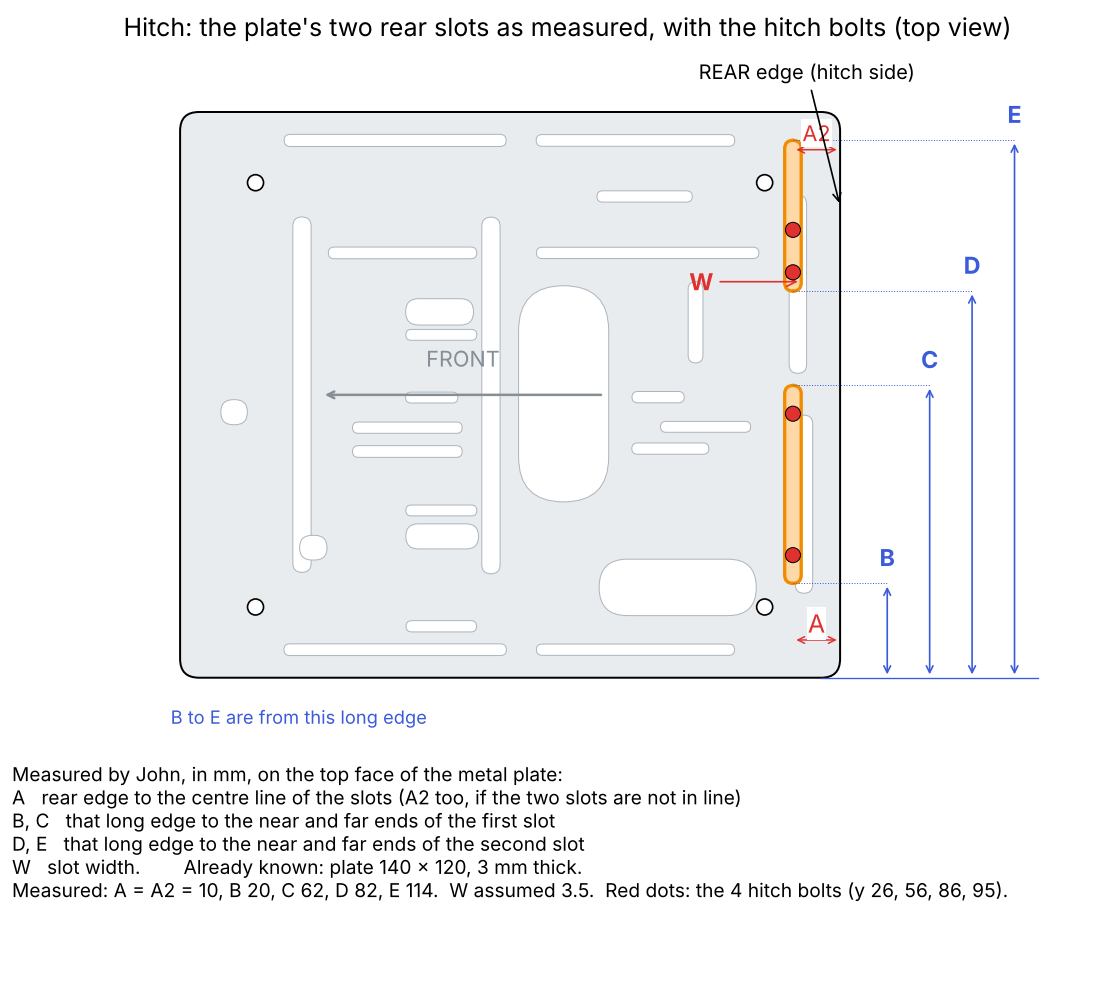 Hitch: the plate's two rear slots as measured, with the hitch bolts (top view)
REAR edge (hitch side)
E
A2
D
W
C
FRONT
B
A
B to E are from this long edge
Measured by John, in mm, on the top face of the metal plate:
A rear edge to the centre line of the slots (A2 too, if the two slots are not in line)
B, C that long edge to the near and far ends of the first slot
D, E that long edge to the near and far ends of the second slot
W slot width. Already known: plate 140 × 120, 3 mm thick.
Measured: A = A2 = 10, B 20, C 62, D 82, E 114. W assumed 3.5. Red dots: the 4 hitch bolts (y 26, 56, 86, 95).